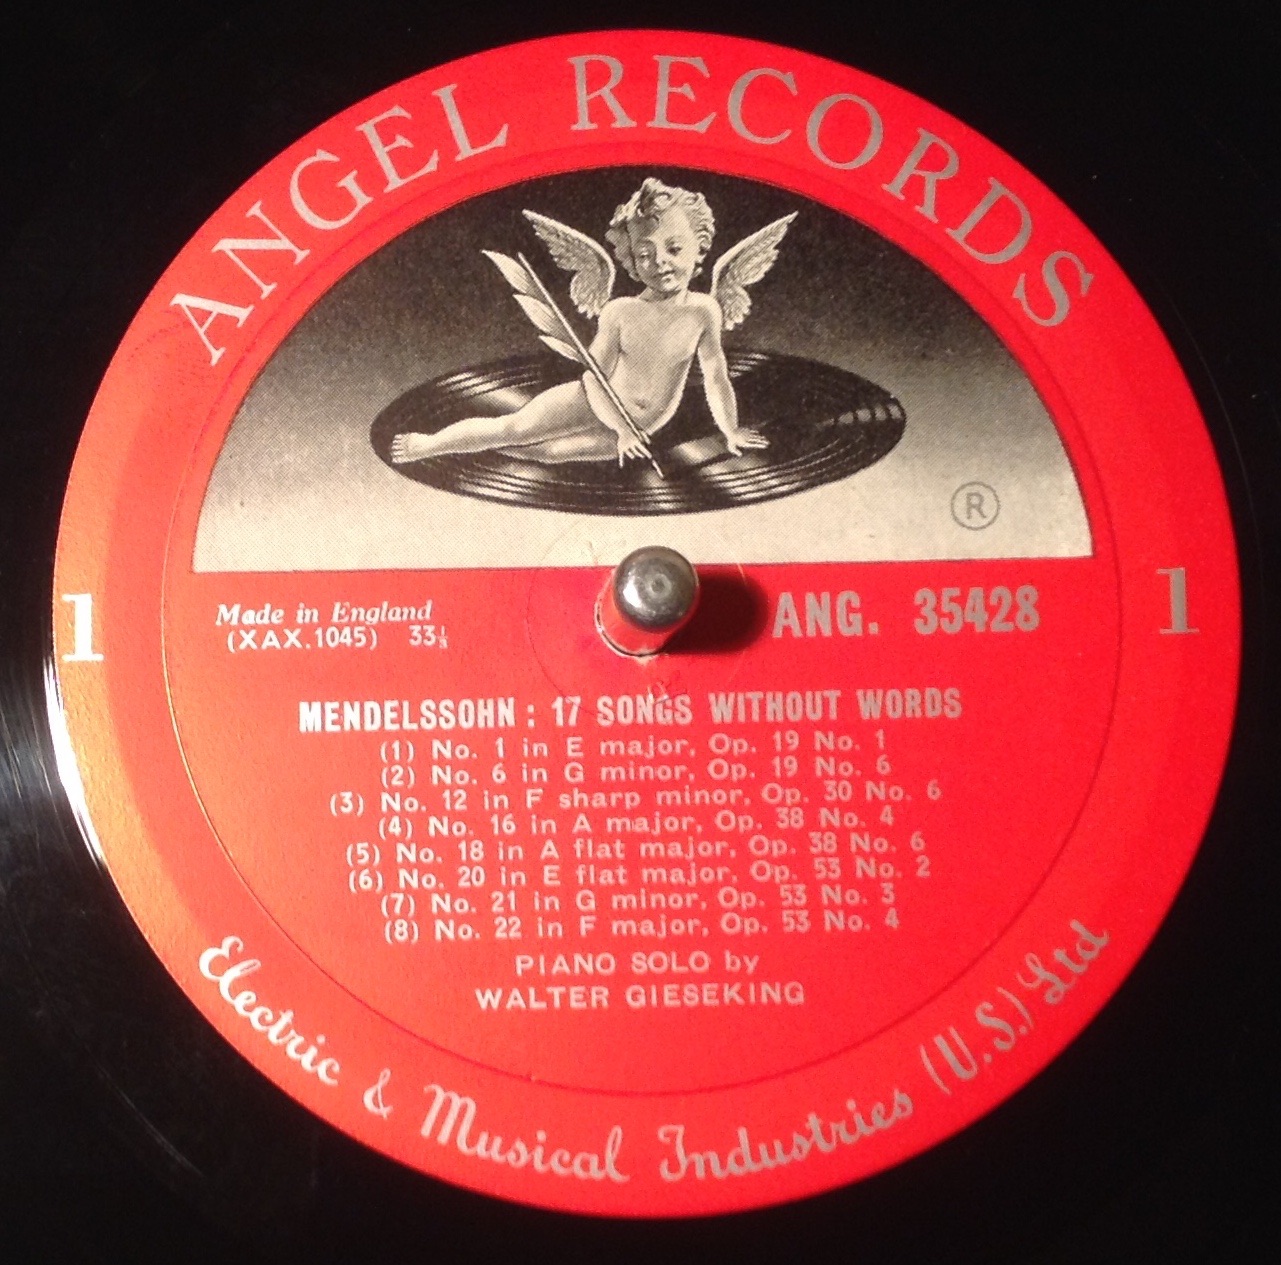 ANGEL RECORDS
®
1
1
Made in England
(XAX.1045) 33⅓
ANG. 35428
MENDELSSOHN: 17 SONGS WITHOUT WORDS
(1) No. 1 in E major, Op. 19 No. 1
(2) No. 6 in G minor, Op. 19 No. 6
(3) No. 12 in F sharp minor, Op. 30 No. 6
(4) No. 16 in A major, Op. 38 No. 4
(5) No. 18 in A flat major, Op. 38 No. 6
(6) No. 20 in E flat major, Op. 53 No. 2
(7) No. 21 in G minor, Op. 53 No. 3
(8) No. 22 in F major, Op. 53 No. 4
PIANO SOLO by
WALTER GIESEKING
Electric & Musical Industries (U.S.) Ltd